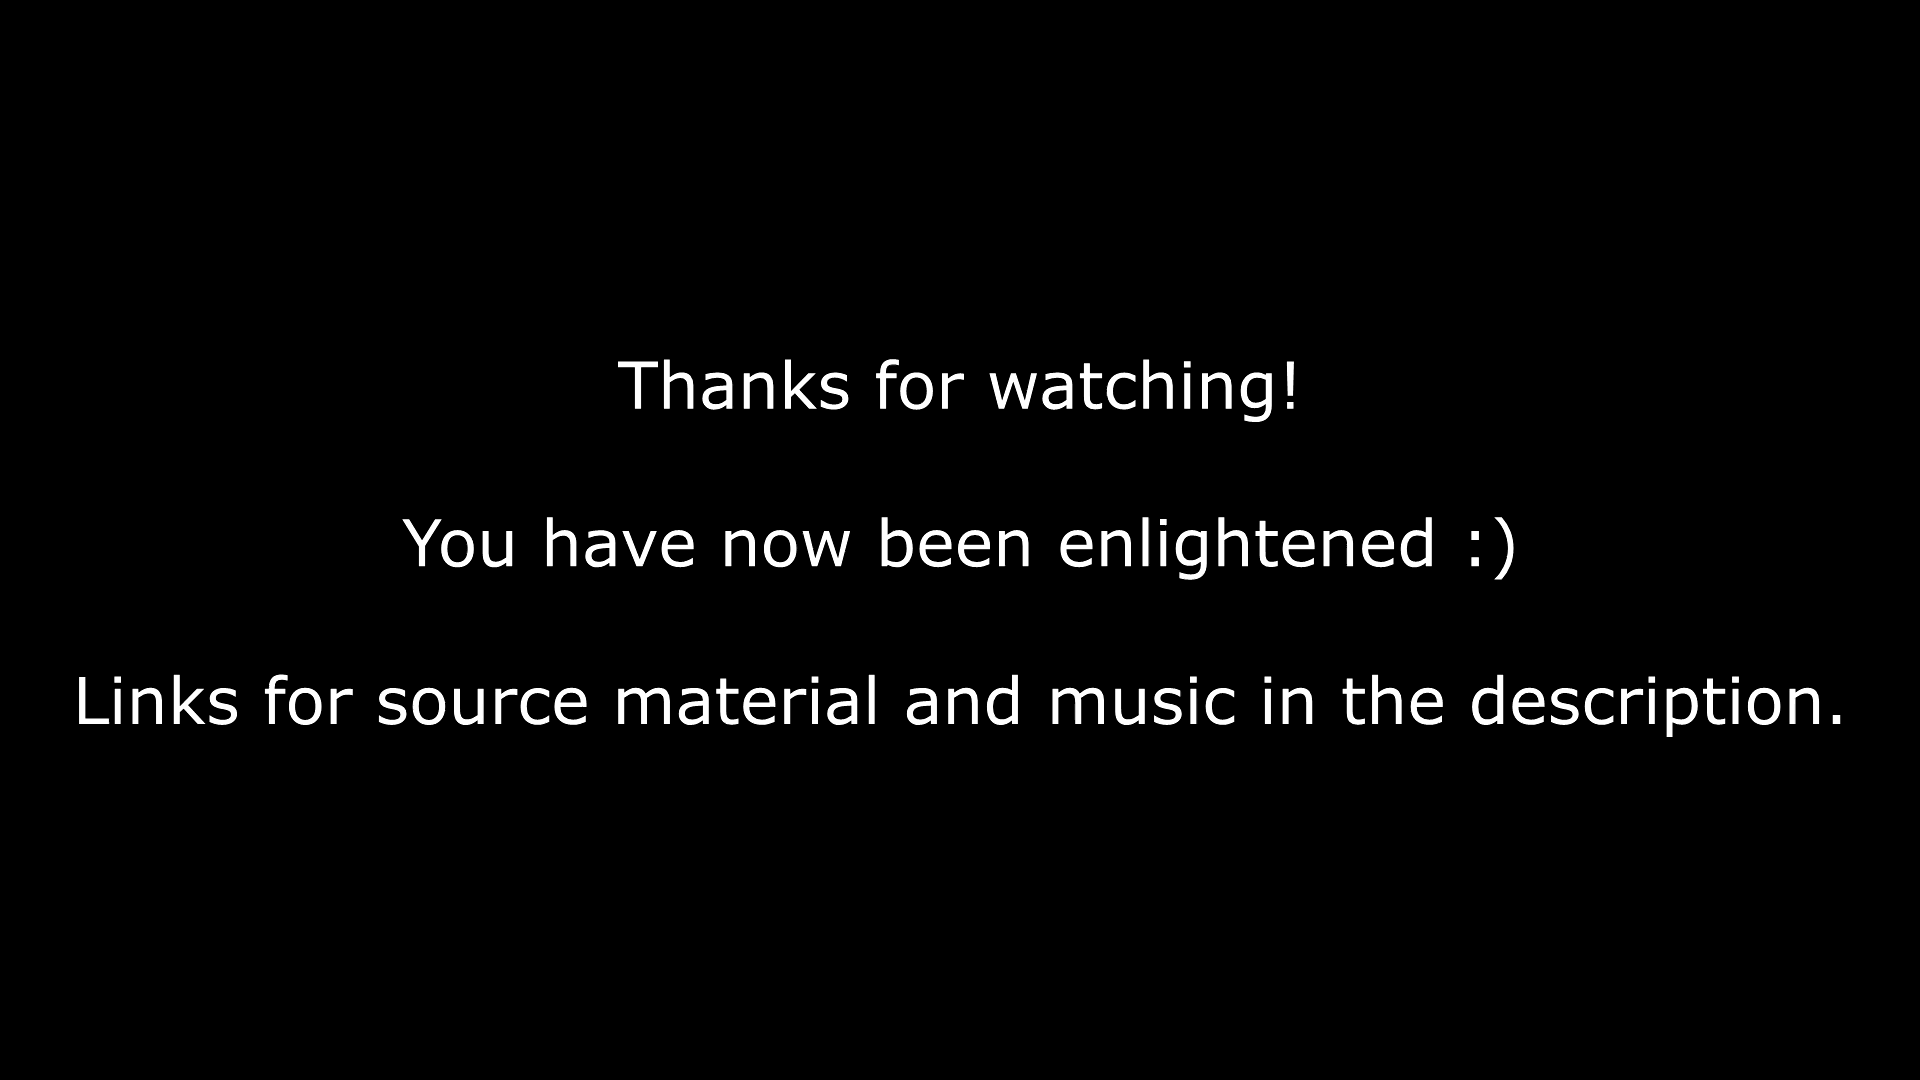 Thanks for watching!
You have now been enlightened :)
Links for source material and music in the description.